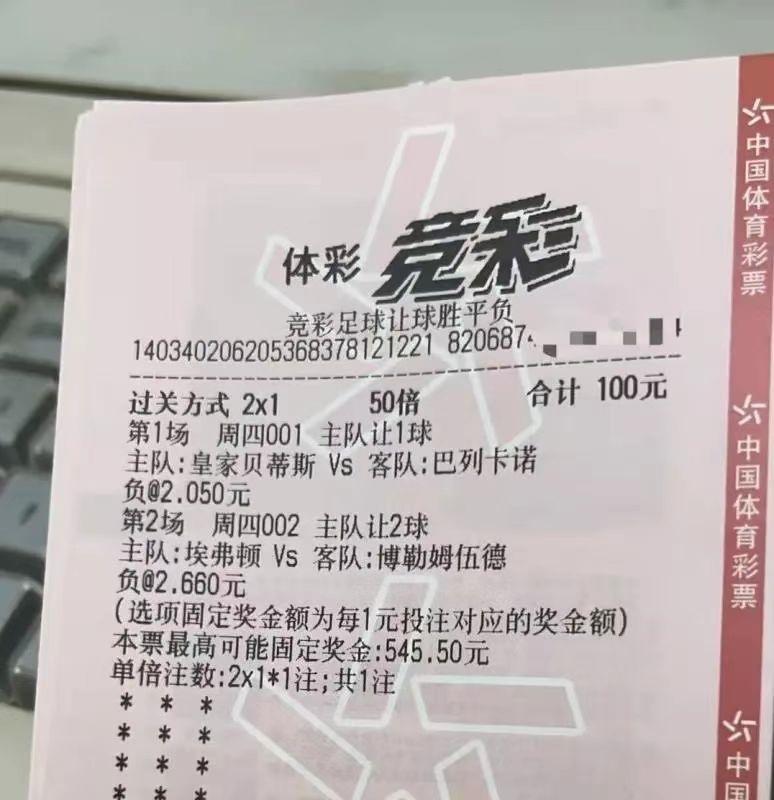 体彩 竞彩
竞彩足球让球胜平负
140340206205368378121221 820687
过关方式 2x1 50倍 合计 100元
第1场 周四001 主队让1球
主队:皇家贝蒂斯 Vs 客队:巴列卡诺
负@2.050元
第2场 周四002 主队让2球
主队:埃弗顿 Vs 客队:博勒姆伍德
负@2.660元
(选项固定奖金额为每1元投注对应的奖金额)
本票最高可能固定奖金:545.50元
单倍注数:2x1*1注;共1注
* * *
* * *
* * *
* * *
中国体育彩票
中国体育彩票
中国